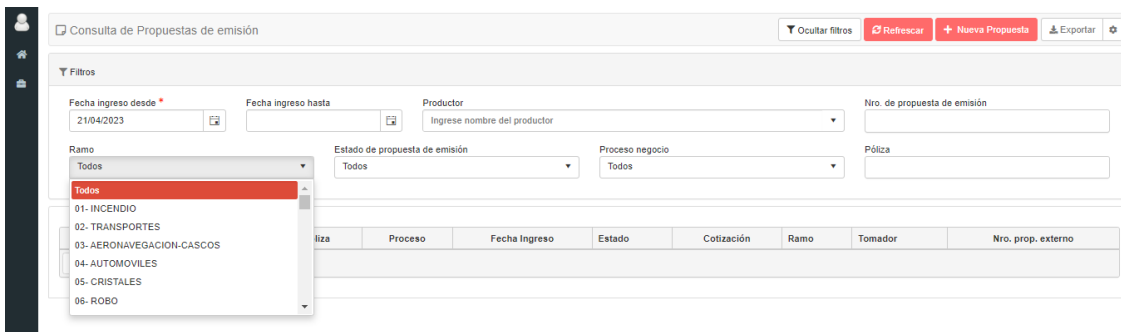 Consulta de Propuestas de emisión
Ocultar filtros Refrescar + Nueva Propuesta Exportar
Filtros
Fecha ingreso desde * Fecha ingreso hasta Productor Nro. de propuesta de emisión
21/04/2023 Ingrese nombre del productor
Ramo Estado de propuesta de emisión Proceso negocio Póliza
Todos Todos Todos
Todos
01- INCENDIO
02- TRANSPORTES
03- AERONAVEGACION-CASCOS
04- AUTOMOVILES
05- CRISTALES
06- ROBO
liza Proceso Fecha Ingreso Estado Cotización Ramo Tomador Nro. prop. externo